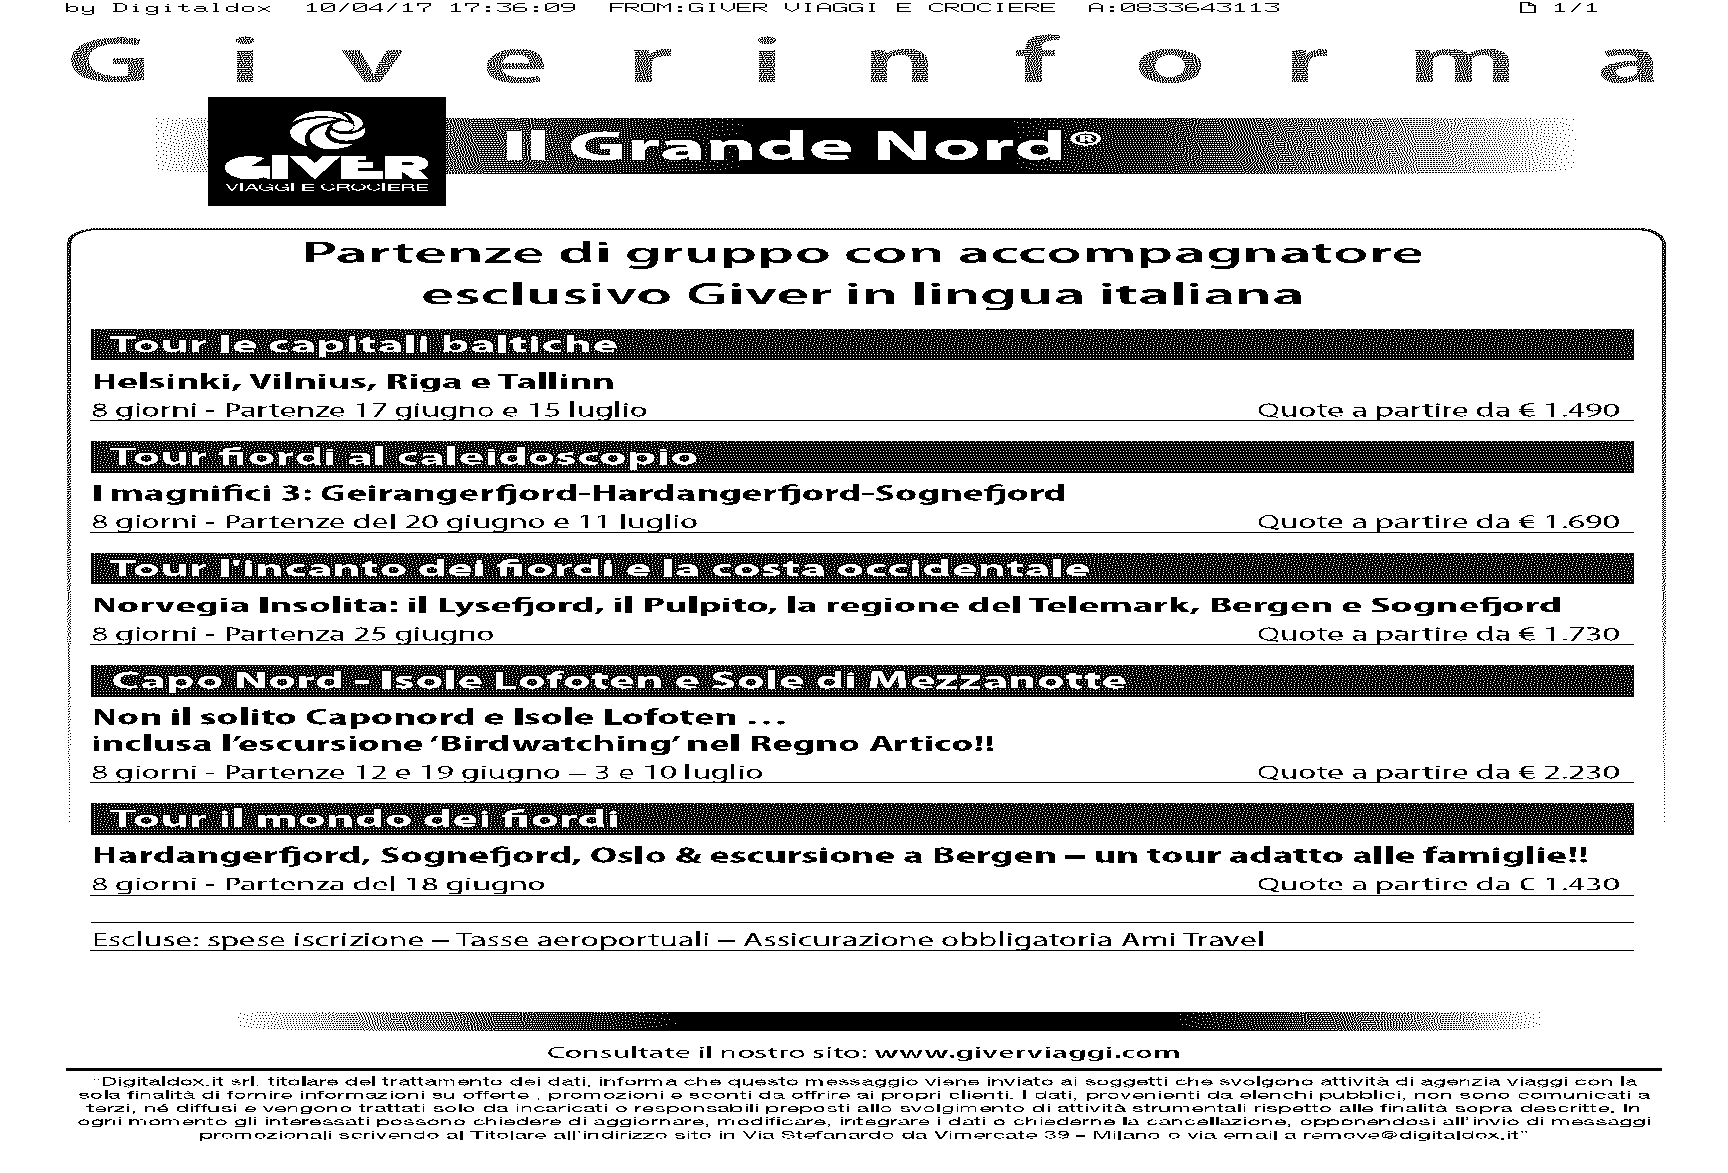 by Digitaldox 10/04/17 17:36:09 FROM:GIVER VIAGGI E CROCIERE A:0833643113 1/1
Giverinforma
Il Grande Nord®
GIVER
VIAGGI E CROCIERE
Partenze di gruppo con accompagnatore
esclusivo Giver in lingua italiana
Tour le capitali baltiche
Helsinki, Vilnius, Riga e Tallinn
8 giorni - Partenze 17 giugno e 15 luglio Quote a partire da € 1.490
Tour fiordi al caleidoscopio
I magnifici 3: Geirangerfjord-Hardangerfjord-Sognefjord
8 giorni - Partenze del 20 giugno e 11 luglio Quote a partire da € 1.690
Tour l'incanto dei fiordi e la costa occidentale
Norvegia Insolita: il Lysefjord, il Pulpito, la regione del Telemark, Bergen e Sognefjord
8 giorni - Partenza 25 giugno Quote a partire da € 1.730
Capo Nord - Isole Lofoten e Sole di Mezzanotte
Non il solito Caponord e Isole Lofoten ...
inclusa l’escursione ‘Birdwatching’ nel Regno Artico!!
8 giorni - Partenze 12 e 19 giugno – 3 e 10 luglio Quote a partire da € 2.230
Tour il mondo dei fiordi
Hardangerfjord, Sognefjord, Oslo & escursione a Bergen – un tour adatto alle famiglie!!
8 giorni - Partenza del 18 giugno Quote a partire da € 1.430
Escluse: spese iscrizione – Tasse aeroportuali – Assicurazione obbligatoria Ami Travel
Consultate il nostro sito: www.giverviaggi.com
"Digitaldox.it srl. titolare del trattamento dei dati, informa che questo messaggio viene inviato ai soggetti che svolgono attività di agenzia viaggi con la
sola finalità di fornire informazioni su offerte , promozioni e sconti da offrire ai propri clienti. I dati, provenienti da elenchi pubblici, non sono comunicati a
terzi, né diffusi e vengono trattati solo da incaricati o responsabili preposti allo svolgimento di attività strumentali rispetto alle finalità sopra descritte. In
ogni momento gli interessati possono chiedere di aggiornare, modificare, integrare i dati o chiederne la cancellazione, opponendosi all'invio di messaggi
promozionali scrivendo al Titolare all'indirizzo sito in Via Stefanardo da Vimercate 39 – Milano o via email a remove@digitaldox.it"